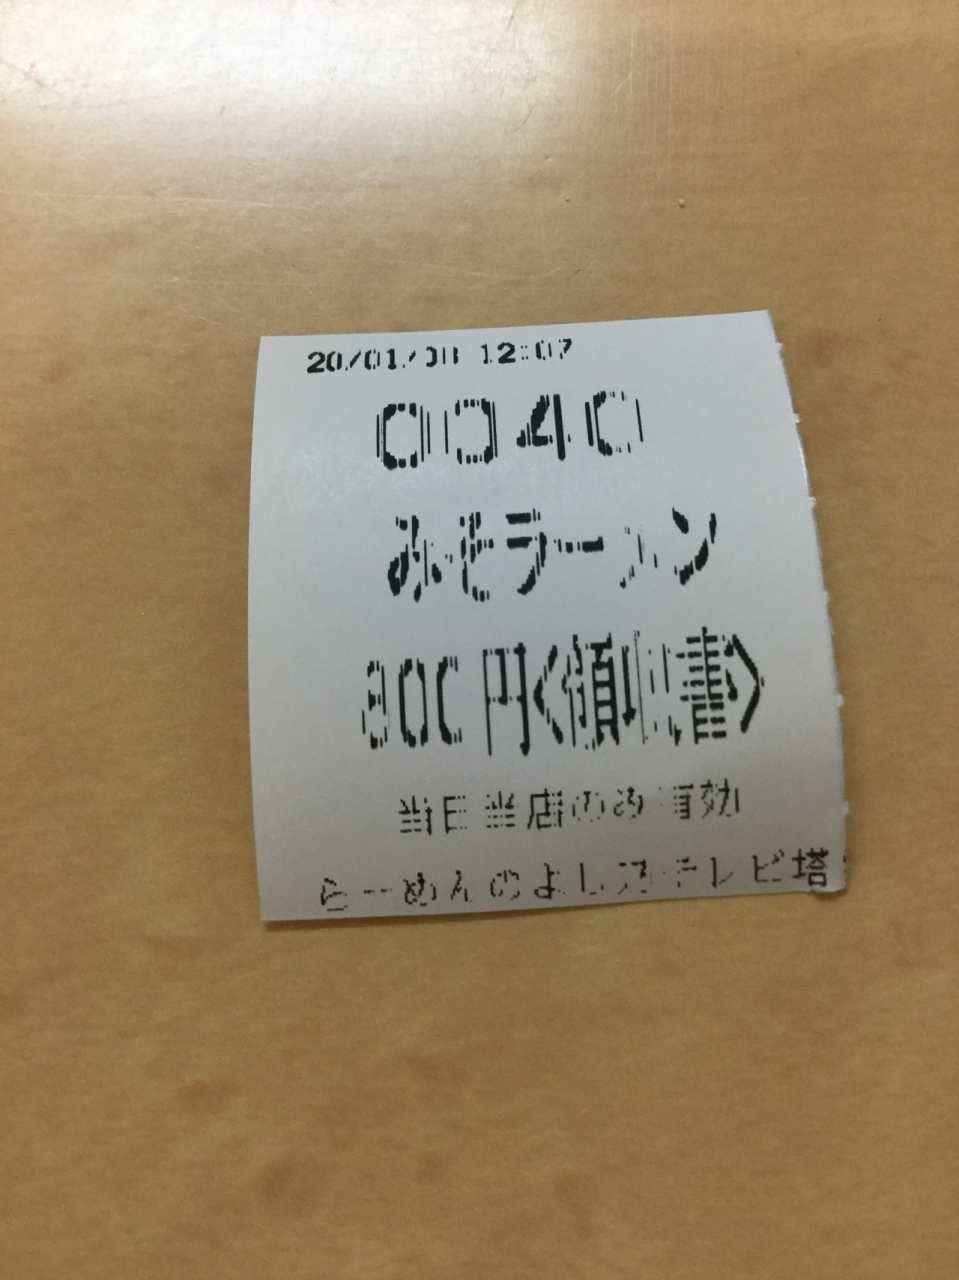 20/01/08 12:07
0040
みそラーメン
800円<領収書>
当日当店のみ有効
らーめんのよし乃テレビ塔